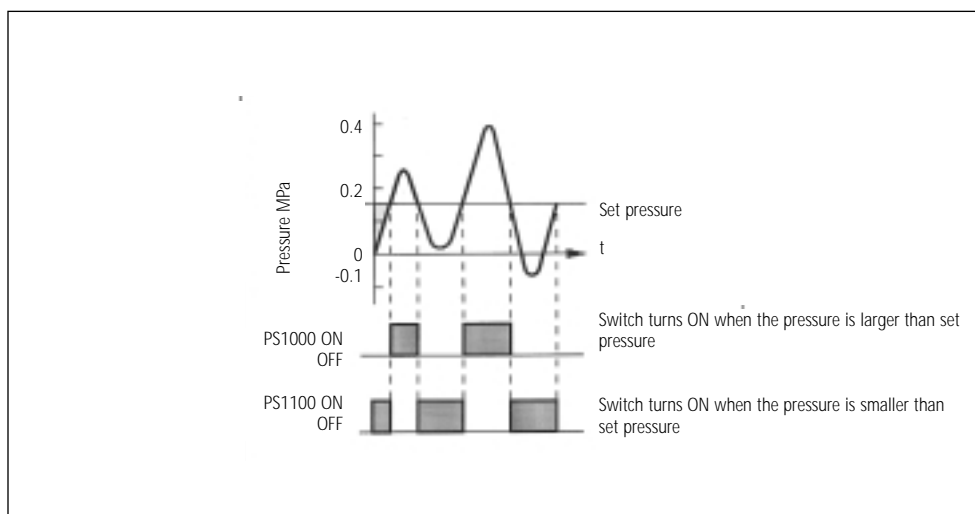 0.4
0.2
0
-0.1
Pressure MPa
Set pressure
t
PS1000 ON
OFF
Switch turns ON when the pressure is larger than set
pressure
PS1100 ON
OFF
Switch turns ON when the pressure is smaller than
set pressure